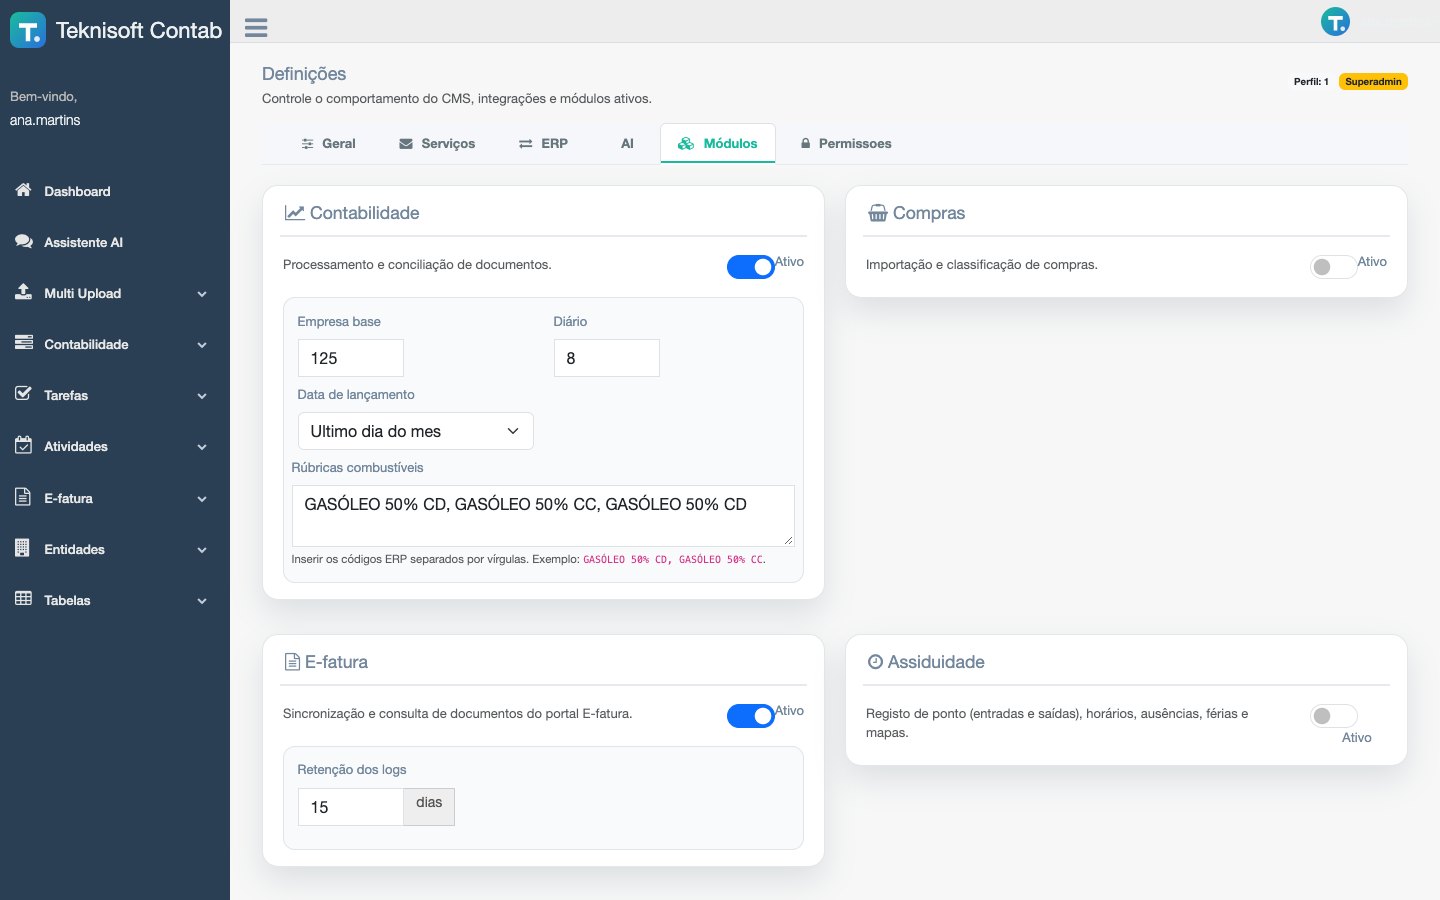 T. Teknisoft Contab
Bem-vindo,
ana.martins
Dashboard
Assistente AI
Multi Upload
Contabilidade
Tarefas
Atividades
E-fatura
Entidades
Tabelas
T.
Definições
Controle o comportamento do CMS, integrações e módulos ativos.
Perfil: 1 Superadmin
Geral Serviços ERP AI Módulos Permissoes
Contabilidade
Processamento e conciliação de documentos.
Ativo
Empresa base Diário
125 8
Data de lançamento
Ultimo dia do mes
Rúbricas combustíveis
GASÓLEO 50% CD, GASÓLEO 50% CC, GASÓLEO 50% CD
Inserir os códigos ERP separados por vírgulas. Exemplo: GASÓLEO 50% CD, GASÓLEO 50% CC.
Compras
Importação e classificação de compras.
Ativo
E-fatura
Sincronização e consulta de documentos do portal E-fatura.
Ativo
Retenção dos logs
15 dias
Assiduidade
Registo de ponto (entradas e saídas), horários, ausências, férias e
mapas.
Ativo